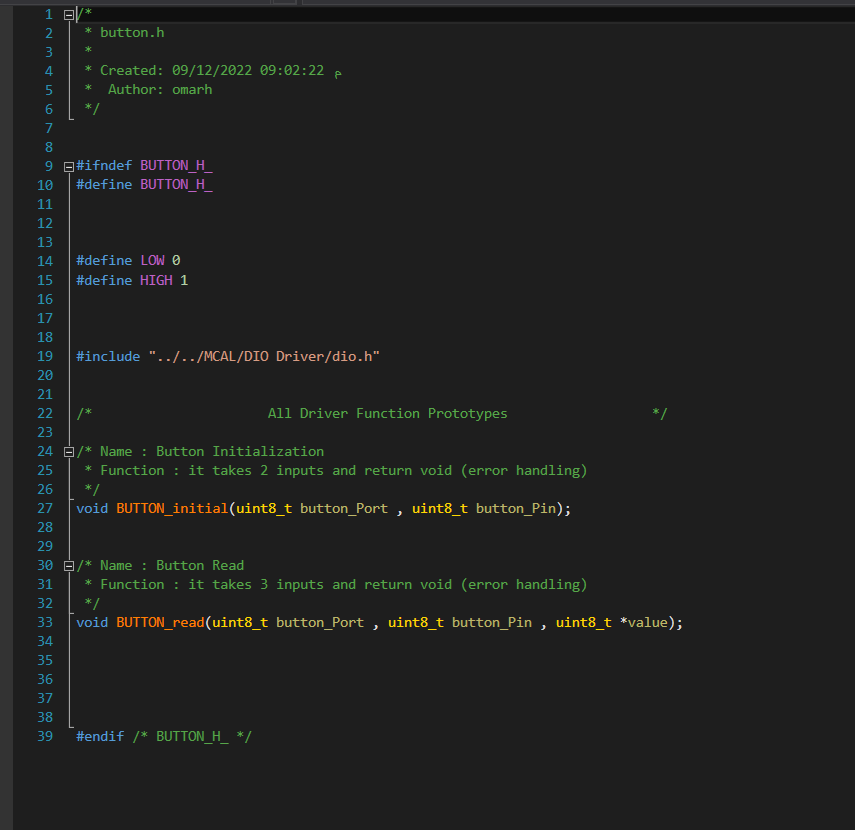 1 /*
2  * button.h
3  *
4  * Created: 09/12/2022 09:02:22 م
5  *  Author: omarh
6  */
7
8
9 #ifndef BUTTON_H_
10 #define BUTTON_H_
11
12
13
14 #define LOW 0
15 #define HIGH 1
16
17
18
19 #include "../../MCAL/DIO Driver/dio.h"
20
21
22 /*                      All Driver Function Prototypes                  */
23
24 /* Name : Button Initialization
25  * Function : it takes 2 inputs and return void (error handling)
26  */
27 void BUTTON_initial(uint8_t button_Port , uint8_t button_Pin);
28
29
30 /* Name : Button Read
31  * Function : it takes 3 inputs and return void (error handling)
32  */
33 void BUTTON_read(uint8_t button_Port , uint8_t button_Pin , uint8_t *value);
34
35
36
37
38
39 #endif /* BUTTON_H_ */